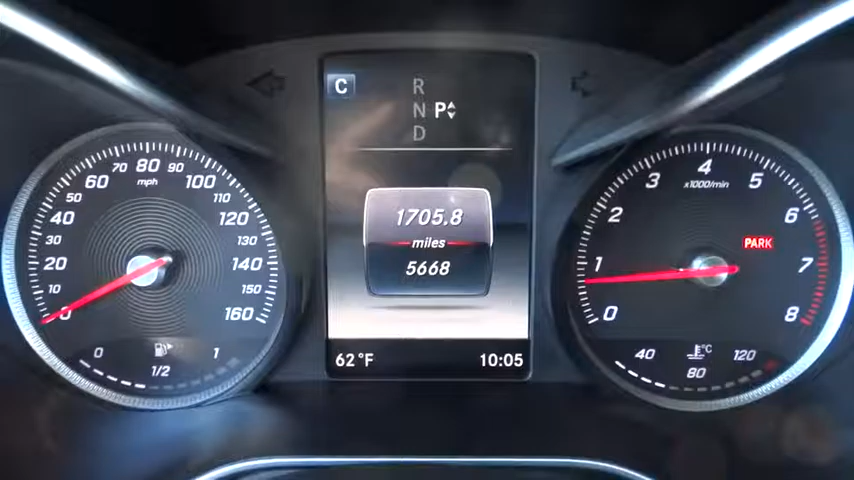 C
R
N P
D
0 10 20 30 40 50 60 70 80 90 100 110 120 130 140 150 160
mph
0 1/2 1
1705.8
miles
5668
62°F 10:05
0 1 2 3 4 5 6 7 8
x1000/min
PARK
°C
40 80 120